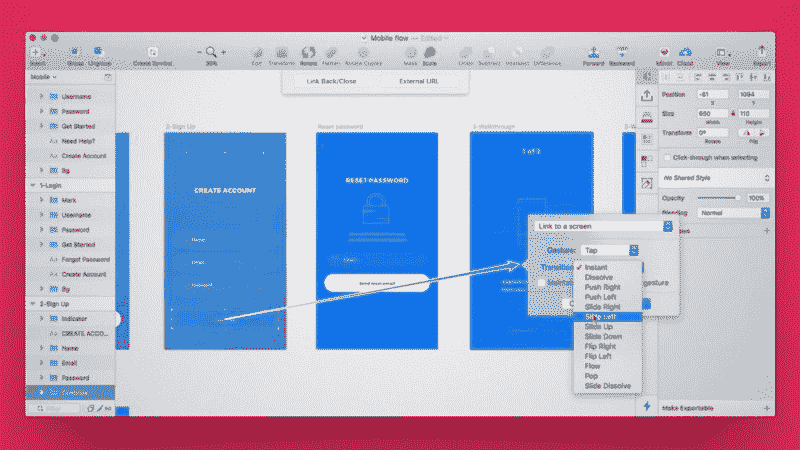 Mobile flow — Edited
Insert
Group
Ungroup
Create Symbol
30%
Edit
Transform
Rotate
Flatten
Mask
Scale
Union
Subtract
Intersect
Difference
Forward
Backward
Mirror
Cloud
View
Export
Mobile
Link Back/Close
External URL
Username
Password
Get Started
Need Help?
Create Account
Bg
1-Login
Mark
Username
Password
Get Started
Forgot Password
Create Account
Bg
2-Sign Up
Indicator
CREATE ACCO...
Name
Email
Password
2-Sign Up
CREATE ACCOUNT
Name
Email
Password
Reset password
RESET PASSWORD
Send reset email
3-Walkthrough
Link to a screen
Gesture:
Tap
Transition
Instant
Dissolve
Push Right
Push Left
Slide Right
Slide Left
Slide Up
Slide Down
Flip Right
Flip Left
Flow
Pop
Slide Dissolve
gesture
Position
-61
1094
X
Y
Size
650
110
Width
Height
Transform
0°
Rotate
Flip
Click-through when selecting
No Shared Style
Opacity
100%
Blending
Normal
Make Exportable